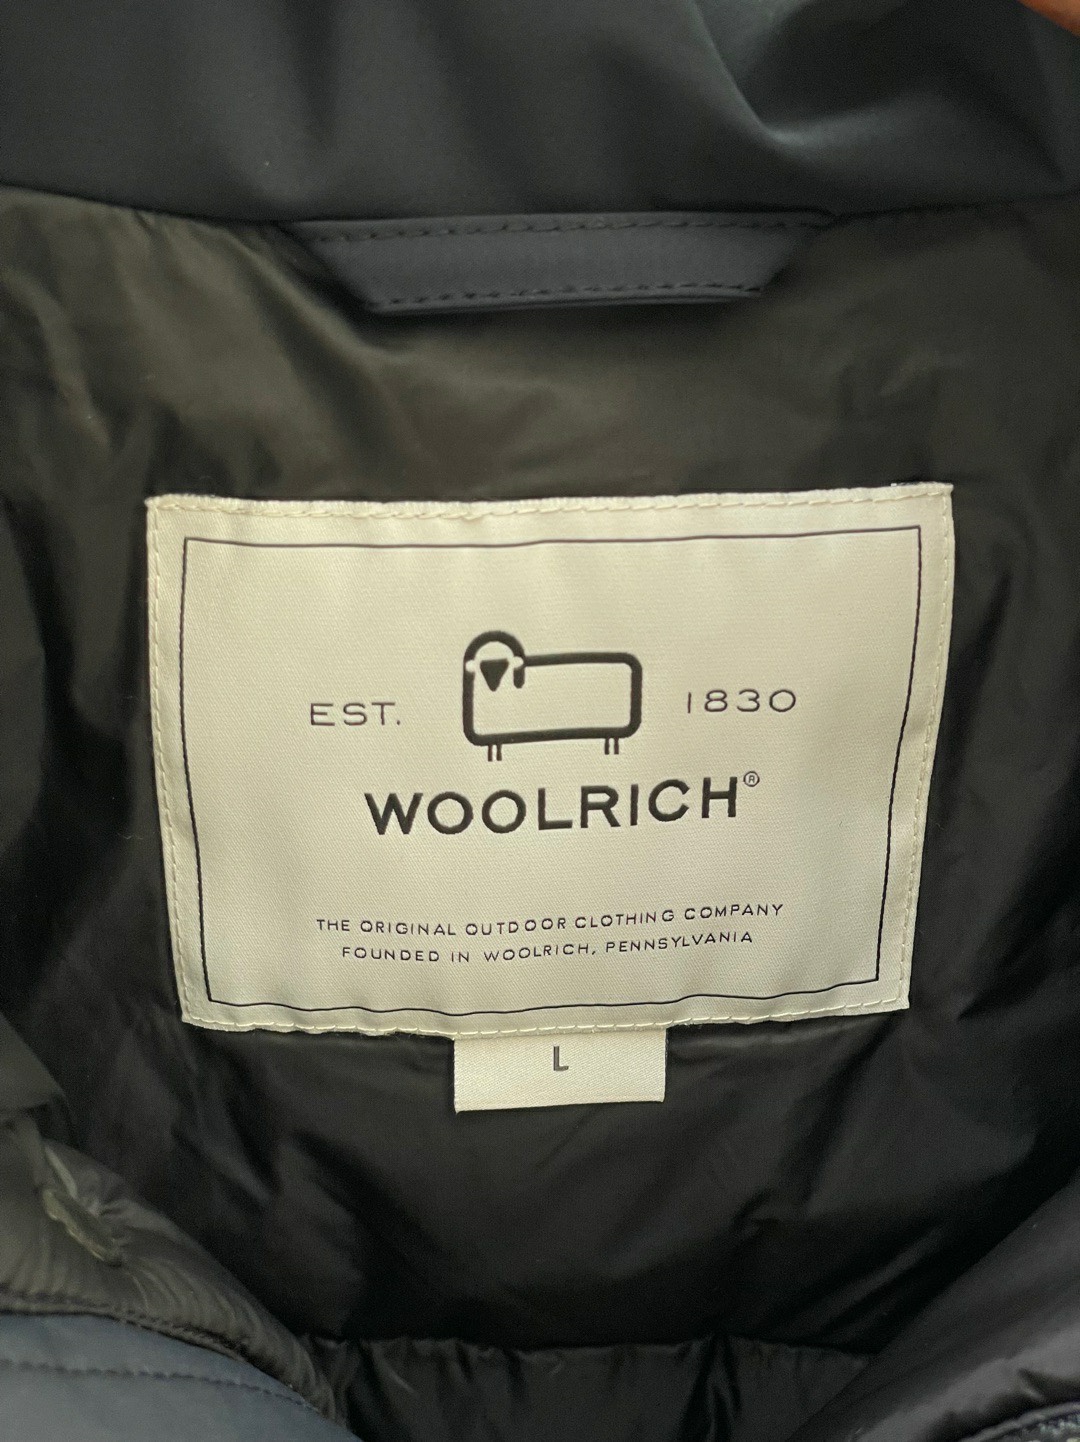 EST. 1830
WOOLRICH®
THE ORIGINAL OUTDOOR CLOTHING COMPANY
FOUNDED IN WOOLRICH, PENNSYLVANIA
L